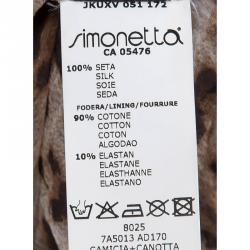 JKUXV 051 172
simonetta
CA 05476
100% SETA
SILK
SOIE
SEDA
FODERA/LINING/FOURRURE
90% COTONE
COTTON
COTON
ALGODAO
10% ELASTAN
ELASTANE
ELASTHANNE
ELASTANO
8025
7A5013 AD170
CAMICIA+CANOTTA